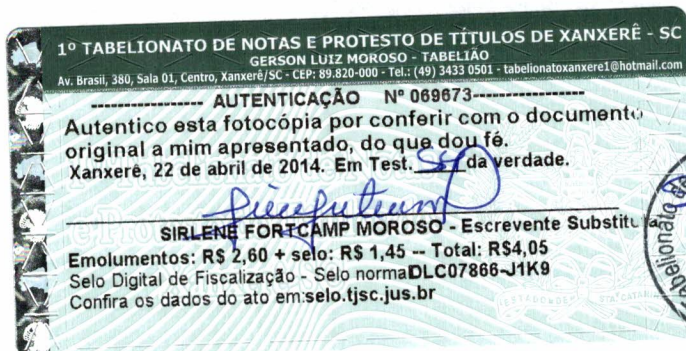 1º TABELIONATO DE NOTAS E PROTESTO DE TÍTULOS DE XANXERÊ - SC
GERSON LUIZ MOROSO - TABELIÃO
Av. Brasil, 380, Sala 01, Centro, Xanxerê/SC - CEP: 89.820-000 - Tel.: (49) 3433 0501 - tabelionatoxanxere1@hotmail.com
----------------- AUTENTICAÇÃO Nº 069673-----------------
Autentico esta fotocópia por conferir com o documento
original a mim apresentado, do que dou fé.
Xanxerê, 22 de abril de 2014. Em Test. da verdade.
SIRLENE FORTCAMP MOROSO - Escrevente Substituta
Emolumentos: R$ 2,60 + selo: R$ 1,45 -- Total: R$4,05
Selo Digital de Fiscalização - Selo normaDLC07866-J1K9
Confira os dados do ato em:selo.tjsc.jus.br